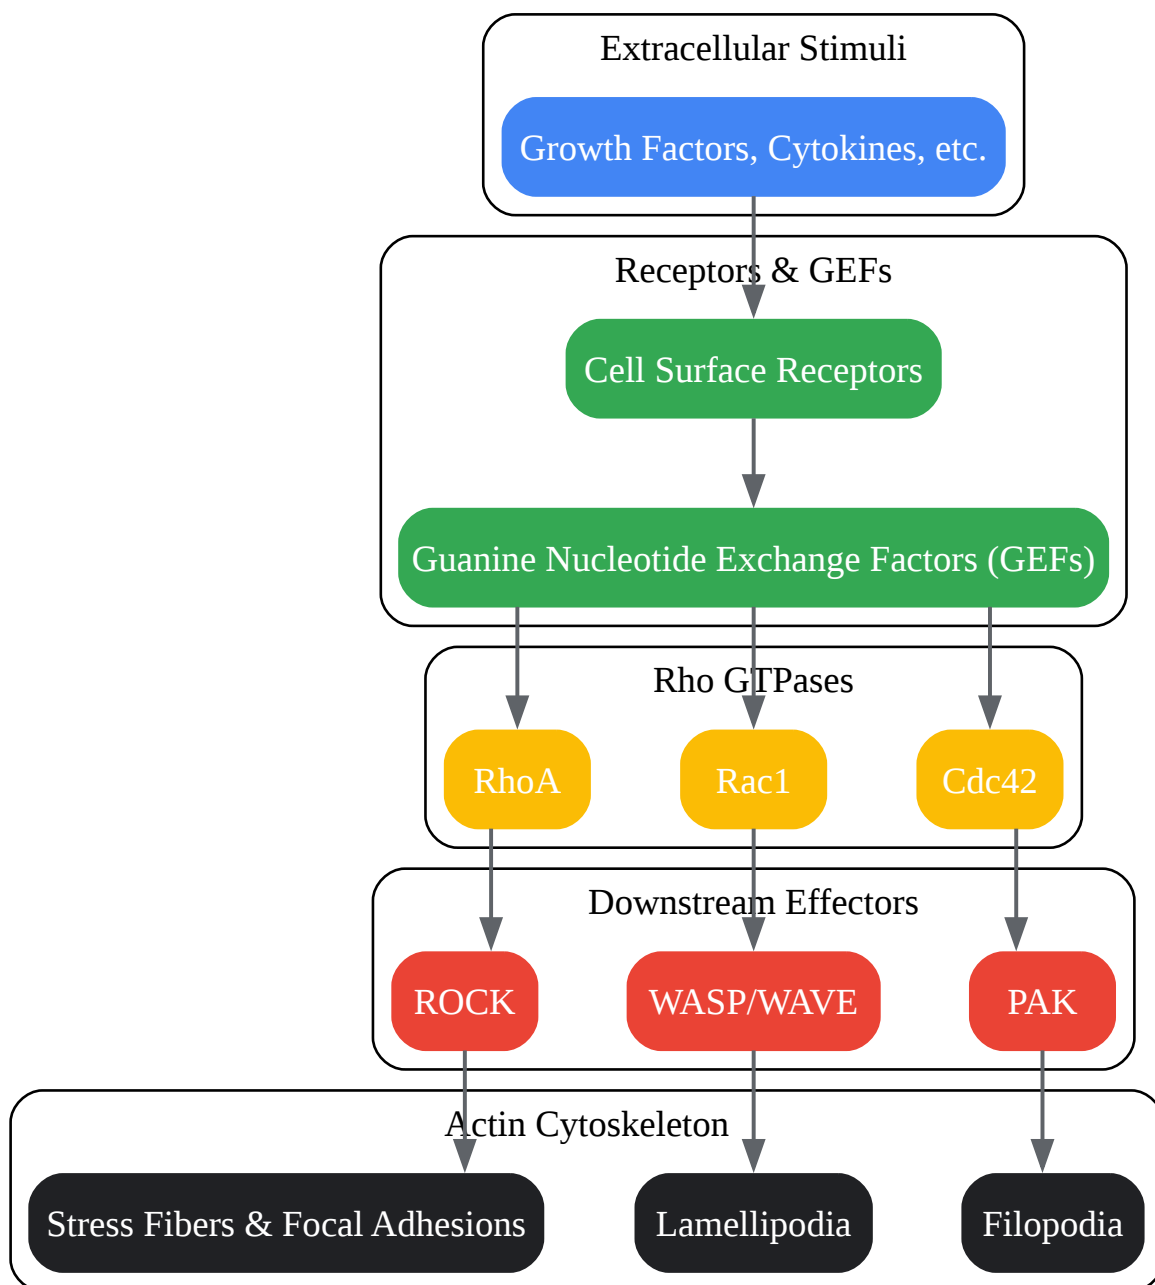 Extracellular Stimuli
Growth Factors, Cytokines, etc.
Receptors & GEFs
Cell Surface Receptors
Guanine Nucleotide Exchange Factors (GEFs)
Rho GTPases
RhoA
Rac1
Cdc42
Downstream Effectors
ROCK
WASP/WAVE
PAK
Actin Cytoskeleton
Stress Fibers & Focal Adhesions
Lamellipodia
Filopodia